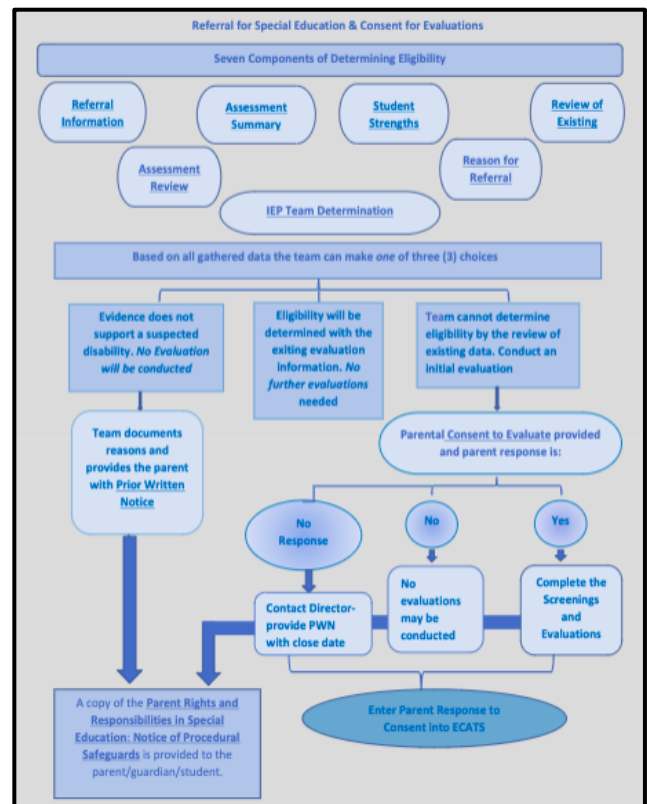 Referral for Special Education & Consent for Evaluations
Seven Components of Determining Eligibility
Referral
Information
Assessment
Summary
Student
Strengths
Review of
Existing
Assessment
Review
Reason for
Referral
IEP Team Determination
Based on all gathered data the team can make one of three (3) choices
Evidence does not
support a suspected
disability. No Evaluation
will be conducted
Eligibility will be
determined with the
exiting evaluation
information. No
further evaluations
needed
Team cannot determine
eligibility by the review of
existing data. Conduct an
initial evaluation
Team documents
reasons and
provides the parent
with Prior Written
Notice
Parental Consent to Evaluate provided
and parent response is:
No
Response
No
Yes
Contact Director-
provide PWN
with close date
No
evaluations
may be
conducted
Complete the
Screenings
and
Evaluations
A copy of the Parent Rights and
Responsibilities in Special
Education: Notice of Procedural
Safeguards is provided to the
parent/guardian/student.
Enter Parent Response to
Consent into ECATS